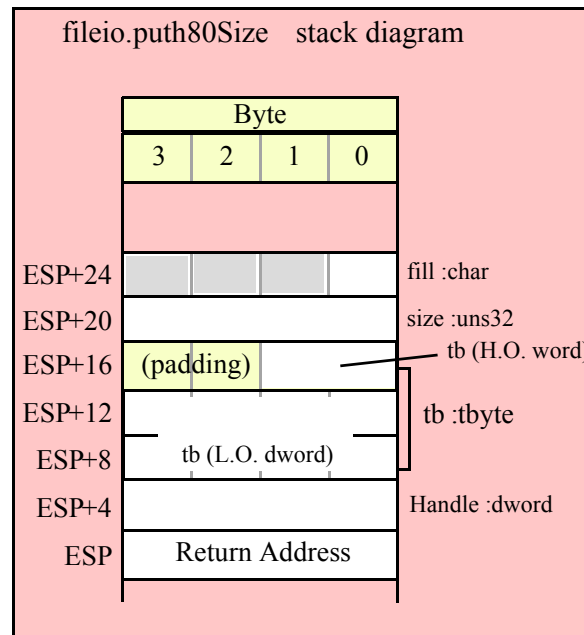 fileio.puth80Size stack diagram
Byte
3 2 1 0
ESP+24 fill :char
ESP+20 size :uns32
ESP+16 (padding) tb (H.O. word)
ESP+12 tb :tbyte
ESP+8 tb (L.O. dword)
ESP+4 Handle :dword
ESP Return Address